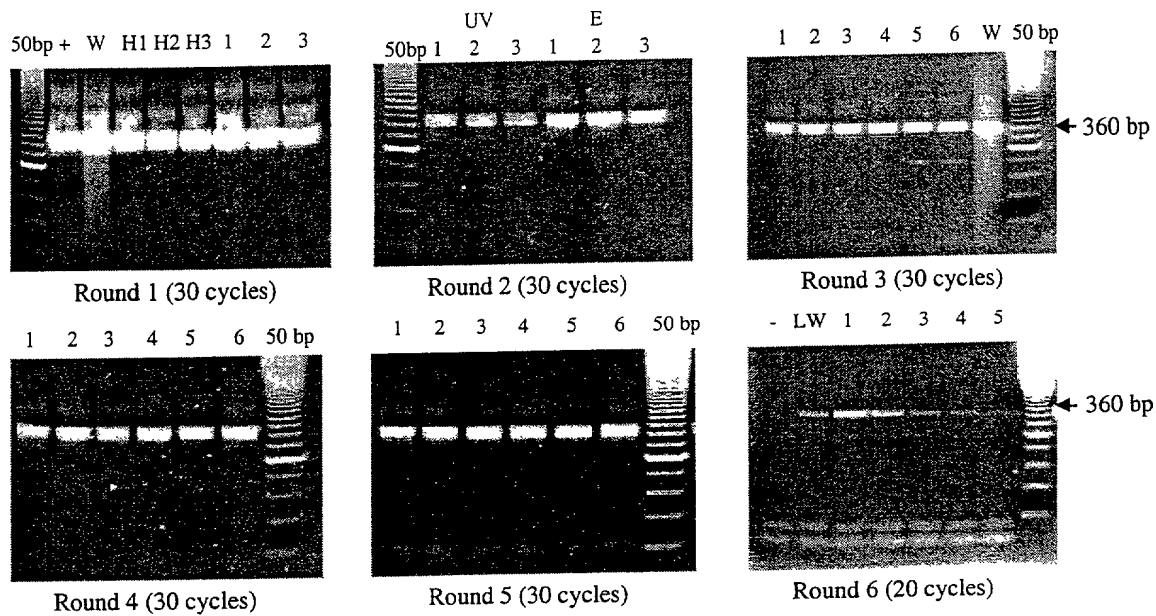 50bp + W H1 H2 H3 1 2 3
Round 1 (30 cycles)
UV E
50bp 1 2 3 1 2 3
Round 2 (30 cycles)
1 2 3 4 5 6 W 50 bp
360 bp
Round 3 (30 cycles)
1 2 3 4 5 6 50 bp
Round 4 (30 cycles)
1 2 3 4 5 6 50 bp
Round 5 (30 cycles)
- LW 1 2 3 4 5
360 bp
Round 6 (20 cycles)